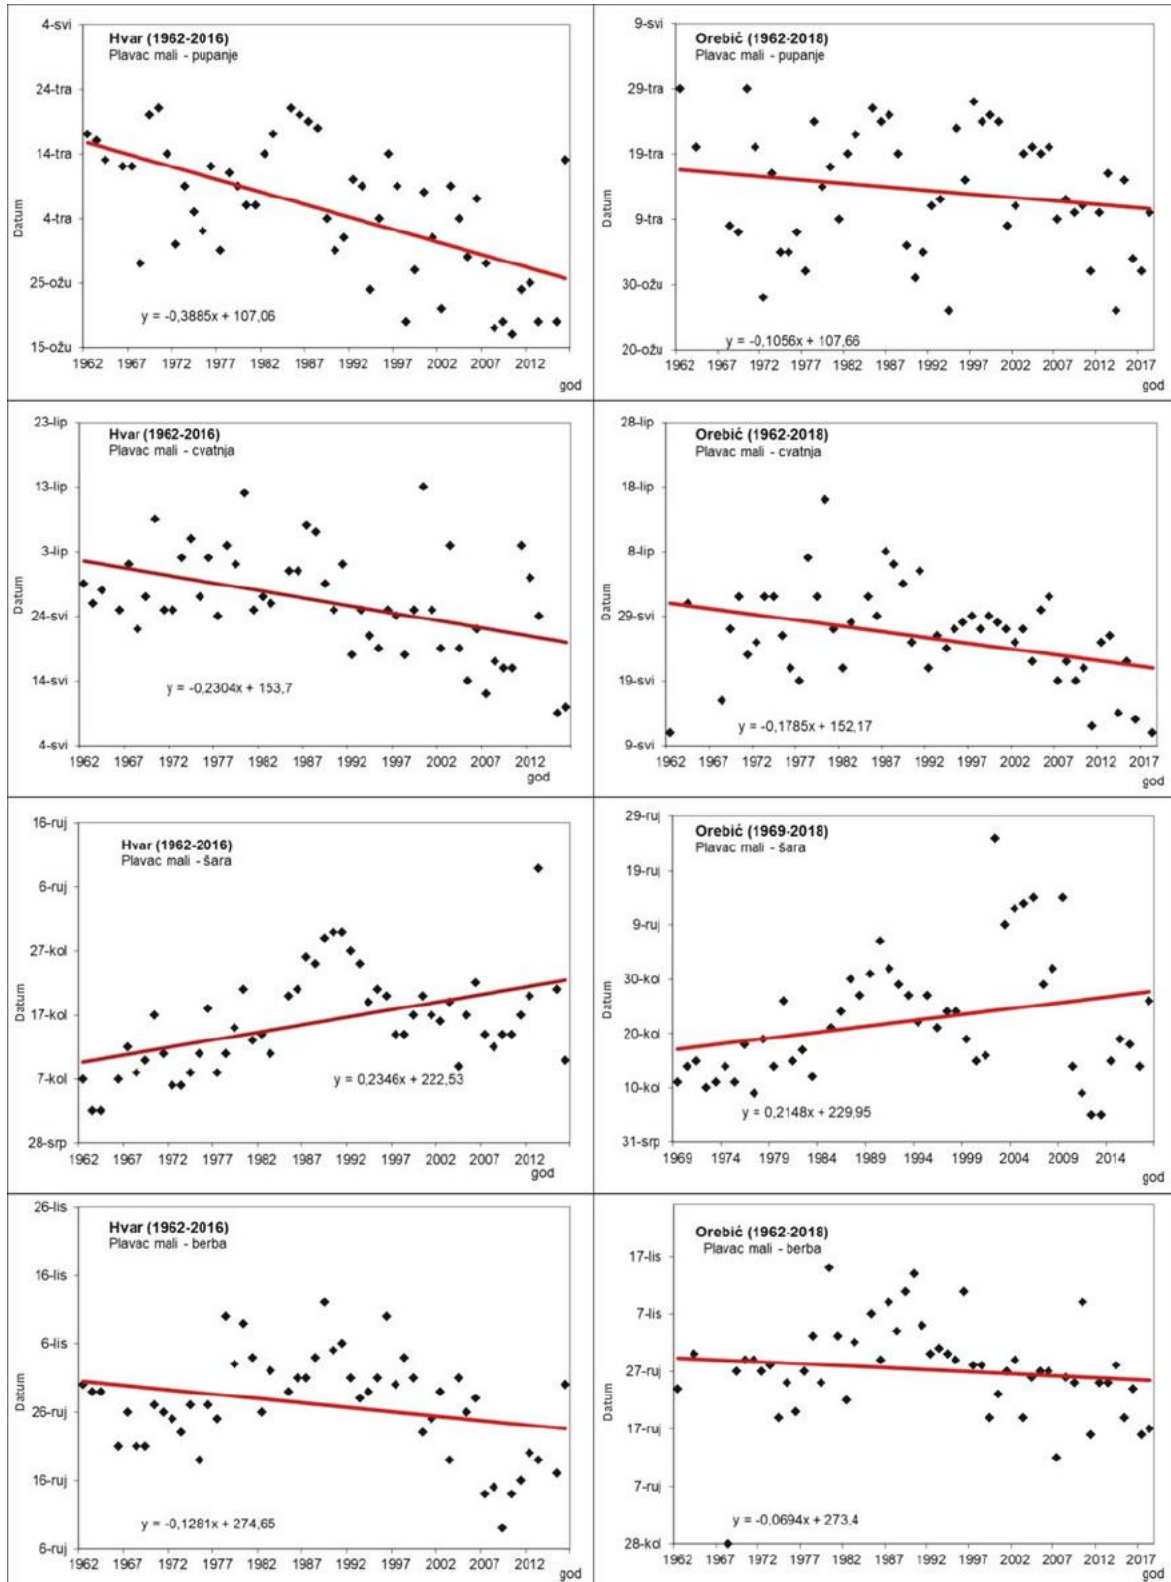 Hvar (1962-2016)
Plavac mali - pupanje
Datum
4-svi
24-tra
14-tra
4-tra
25-ožu
15-ožu
y = -0,3885x + 107,06
1962 1967 1972 1977 1982 1987 1992 1997 2002 2007 2012
god
Orebić (1962-2018)
Plavac mali - pupanje
Datum
9-svi
29-tra
19-tra
9-tra
30-ožu
20-ožu
y = -0,1056x + 107,66
1962 1967 1972 1977 1982 1987 1992 1997 2002 2007 2012 2017
god
Hvar (1962-2016)
Plavac mali - cvatnja
Datum
23-lip
13-lip
3-lip
24-svi
14-svi
4-svi
y = -0,2304x + 153,7
1962 1967 1972 1977 1982 1987 1992 1997 2002 2007 2012
god
Orebić (1962-2018)
Plavac mali - cvatnja
Datum
28-lip
18-lip
8-lip
29-svi
19-svi
9-svi
y = -0,1785x + 152,17
1962 1967 1972 1977 1982 1987 1992 1997 2002 2007 2012 2017
god
Hvar (1962-2016)
Plavac mali - šara
Datum
16-ruj
6-ruj
27-kol
17-kol
7-kol
28-srp
y = 0,2346x + 222,53
1962 1967 1972 1977 1982 1987 1992 1997 2002 2007 2012
god
Orebić (1969-2018)
Plavac mali - šara
Datum
29-ruj
19-ruj
9-ruj
30-kol
20-kol
10-kol
31-srp
y = 0,2148x + 229,95
1969 1974 1979 1984 1989 1994 1999 2004 2009 2014
god
Hvar (1962-2016)
Plavac mali - berba
Datum
26-lis
16-lis
6-lis
26-ruj
16-ruj
6-ruj
y = -0,1281x + 274,65
1962 1967 1972 1977 1982 1987 1992 1997 2002 2007 2012
god
Orebić (1962-2018)
Plavac mali - berba
Datum
17-lis
7-lis
27-ruj
17-ruj
7-ruj
28-kol
y = -0,0694x + 273,4
1962 1967 1972 1977 1982 1987 1992 1997 2002 2007 2012 2017
god